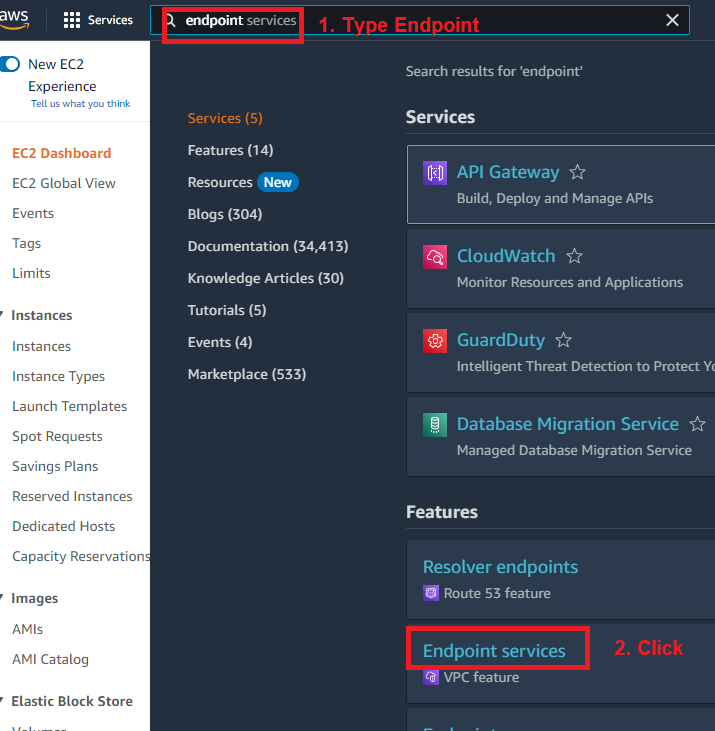 aws
Services
endpoint services
1. Type Endpoint
New EC2
Experience
Tell us what you think
EC2 Dashboard
EC2 Global View
Events
Tags
Limits
Instances
Instances
Instance Types
Launch Templates
Spot Requests
Savings Plans
Reserved Instances
Dedicated Hosts
Capacity Reservations
Images
AMIs
AMI Catalog
Elastic Block Store
Volumes
Services (5)
Features (14)
Resources New
Blogs (304)
Documentation (34,413)
Knowledge Articles (30)
Tutorials (5)
Events (4)
Marketplace (533)
Search results for 'endpoint'
Services
API Gateway
Build, Deploy and Manage APIs
CloudWatch
Monitor Resources and Applications
GuardDuty
Intelligent Threat Detection to Protect Yo
Database Migration Service
Managed Database Migration Service
Features
Resolver endpoints
Route 53 feature
Endpoint services
2. Click
VPC feature